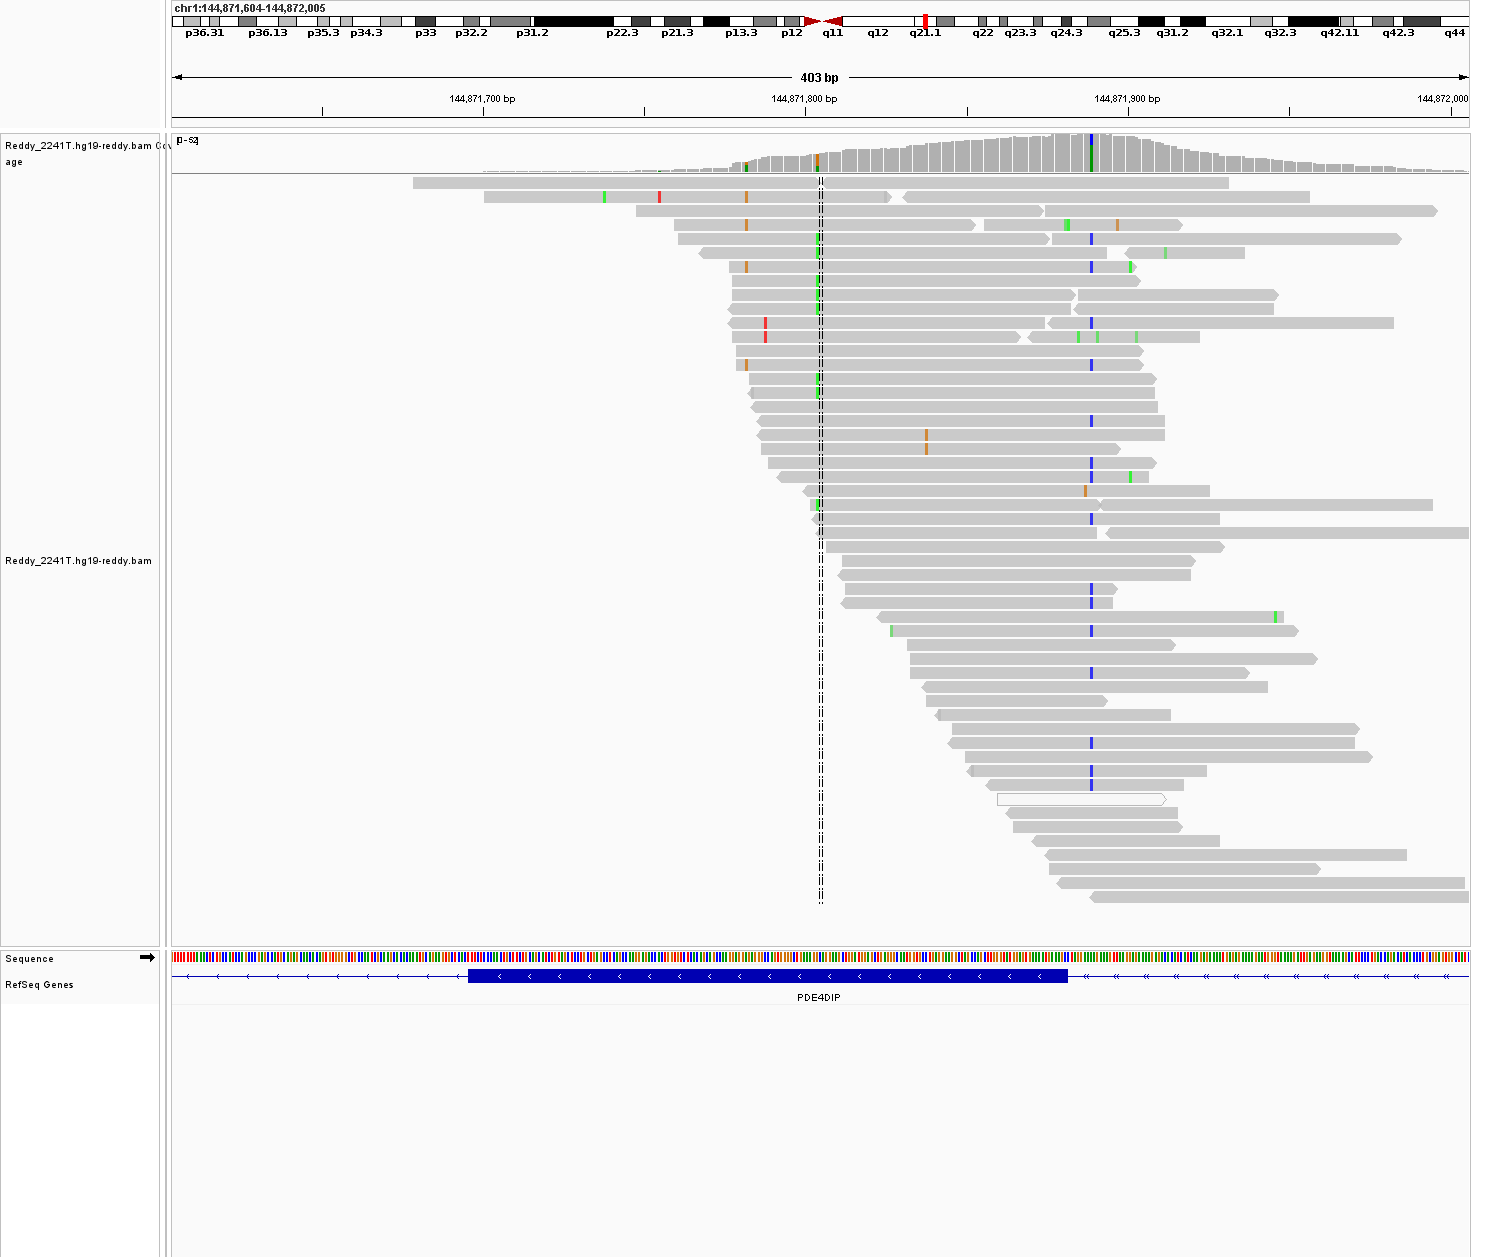 chr1:144,871,604-144,872,005
p36.31 p36.13 p35.3 p34.3 p33 p32.2 p31.2 p22.3 p21.3 p13.3 p12 q11 q12 q21.1 q22 q23.3 q24.3 q25.3 q31.2 q32.1 q32.3 q42.11 q42.3 q44
403 bp
144,871,700 bp 144,871,800 bp 144,871,900 bp 144,872,000
Reddy_2241T.hg19-reddy.bam Cov
age
[0-52]
Reddy_2241T.hg19-reddy.bam
Sequence
RefSeq Genes
PDE4DIP